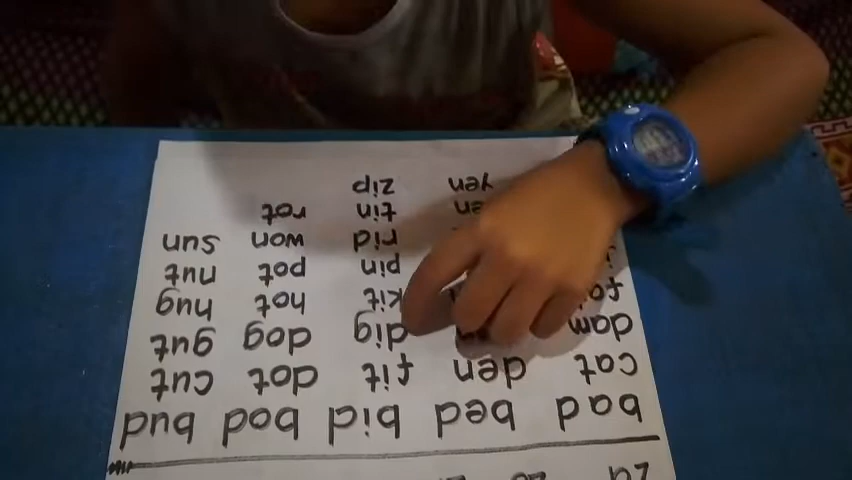 za
bad bed bid bod bud
cat den fit dot cut
dam dig dog gut
kit hot hug
pin pot nut
rid won sun
tin rot
yen zip